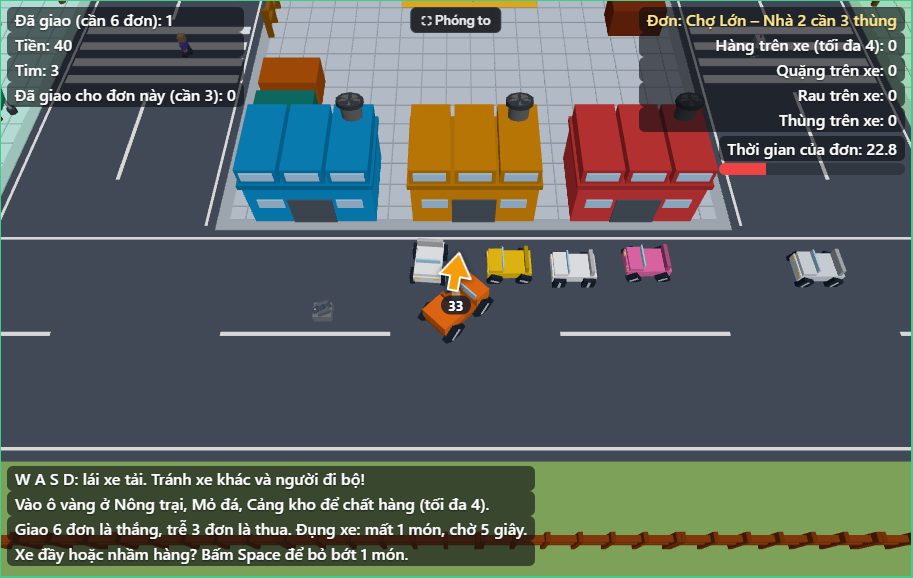 Đã giao (cần 6 đơn): 1
Tiền: 40
Tim: 3
Đã giao cho đơn này (cần 3): 0
Phóng to
Đơn: Chợ Lớn – Nhà 2 cần 3 thùng
Hàng trên xe (tối đa 4): 0
Quặng trên xe: 0
Rau trên xe: 0
Thùng trên xe: 0
Thời gian của đơn: 22.8
33
W A S D: lái xe tải. Tránh xe khác và người đi bộ!
Vào ô vàng ở Nông trại, Mỏ đá, Cảng kho để chất hàng (tối đa 4).
Giao 6 đơn là thắng, trễ 3 đơn là thua. Đụng xe: mất 1 món, chờ 5 giây.
Xe đầy hoặc nhầm hàng? Bấm Space để bỏ bớt 1 món.